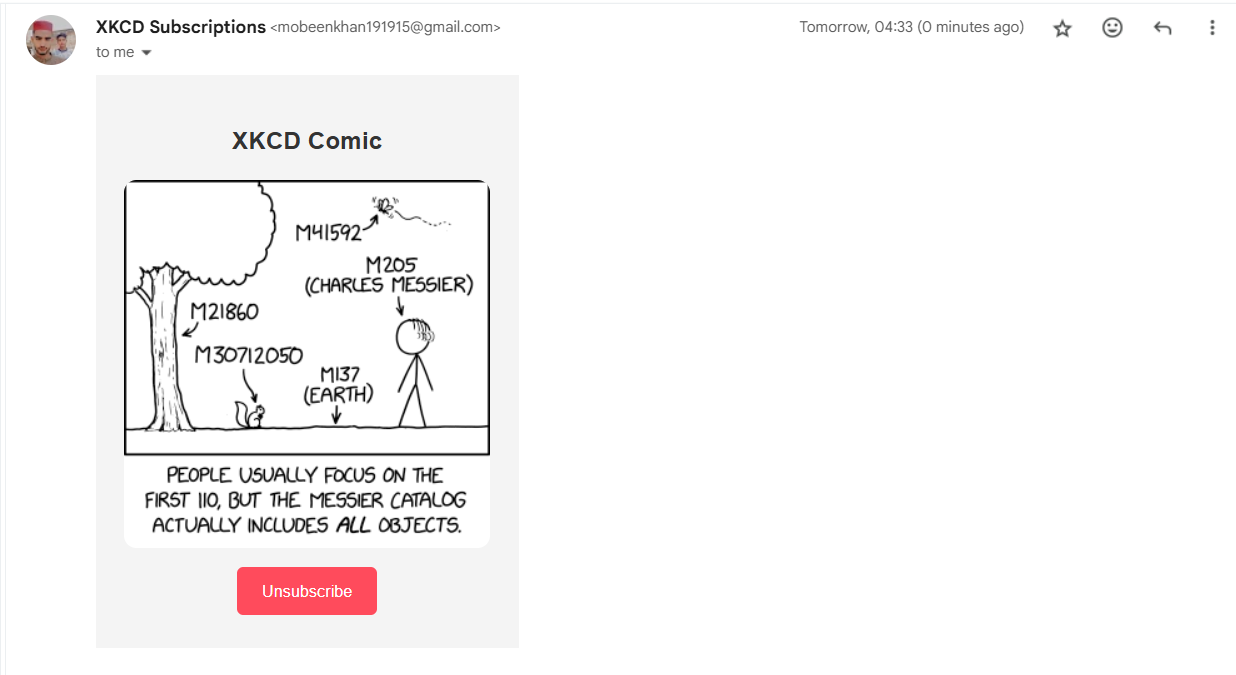 XKCD Subscriptions <mobeenkhan191915@gmail.com>
Tomorrow, 04:33 (0 minutes ago)
to me
XKCD Comic
M41592
M205
(CHARLES MESSIER)
M21860
M30712050
M137
(EARTH)
PEOPLE USUALLY FOCUS ON THE
FIRST 110, BUT THE MESSIER CATALOG
ACTUALLY INCLUDES ALL OBJECTS.
Unsubscribe